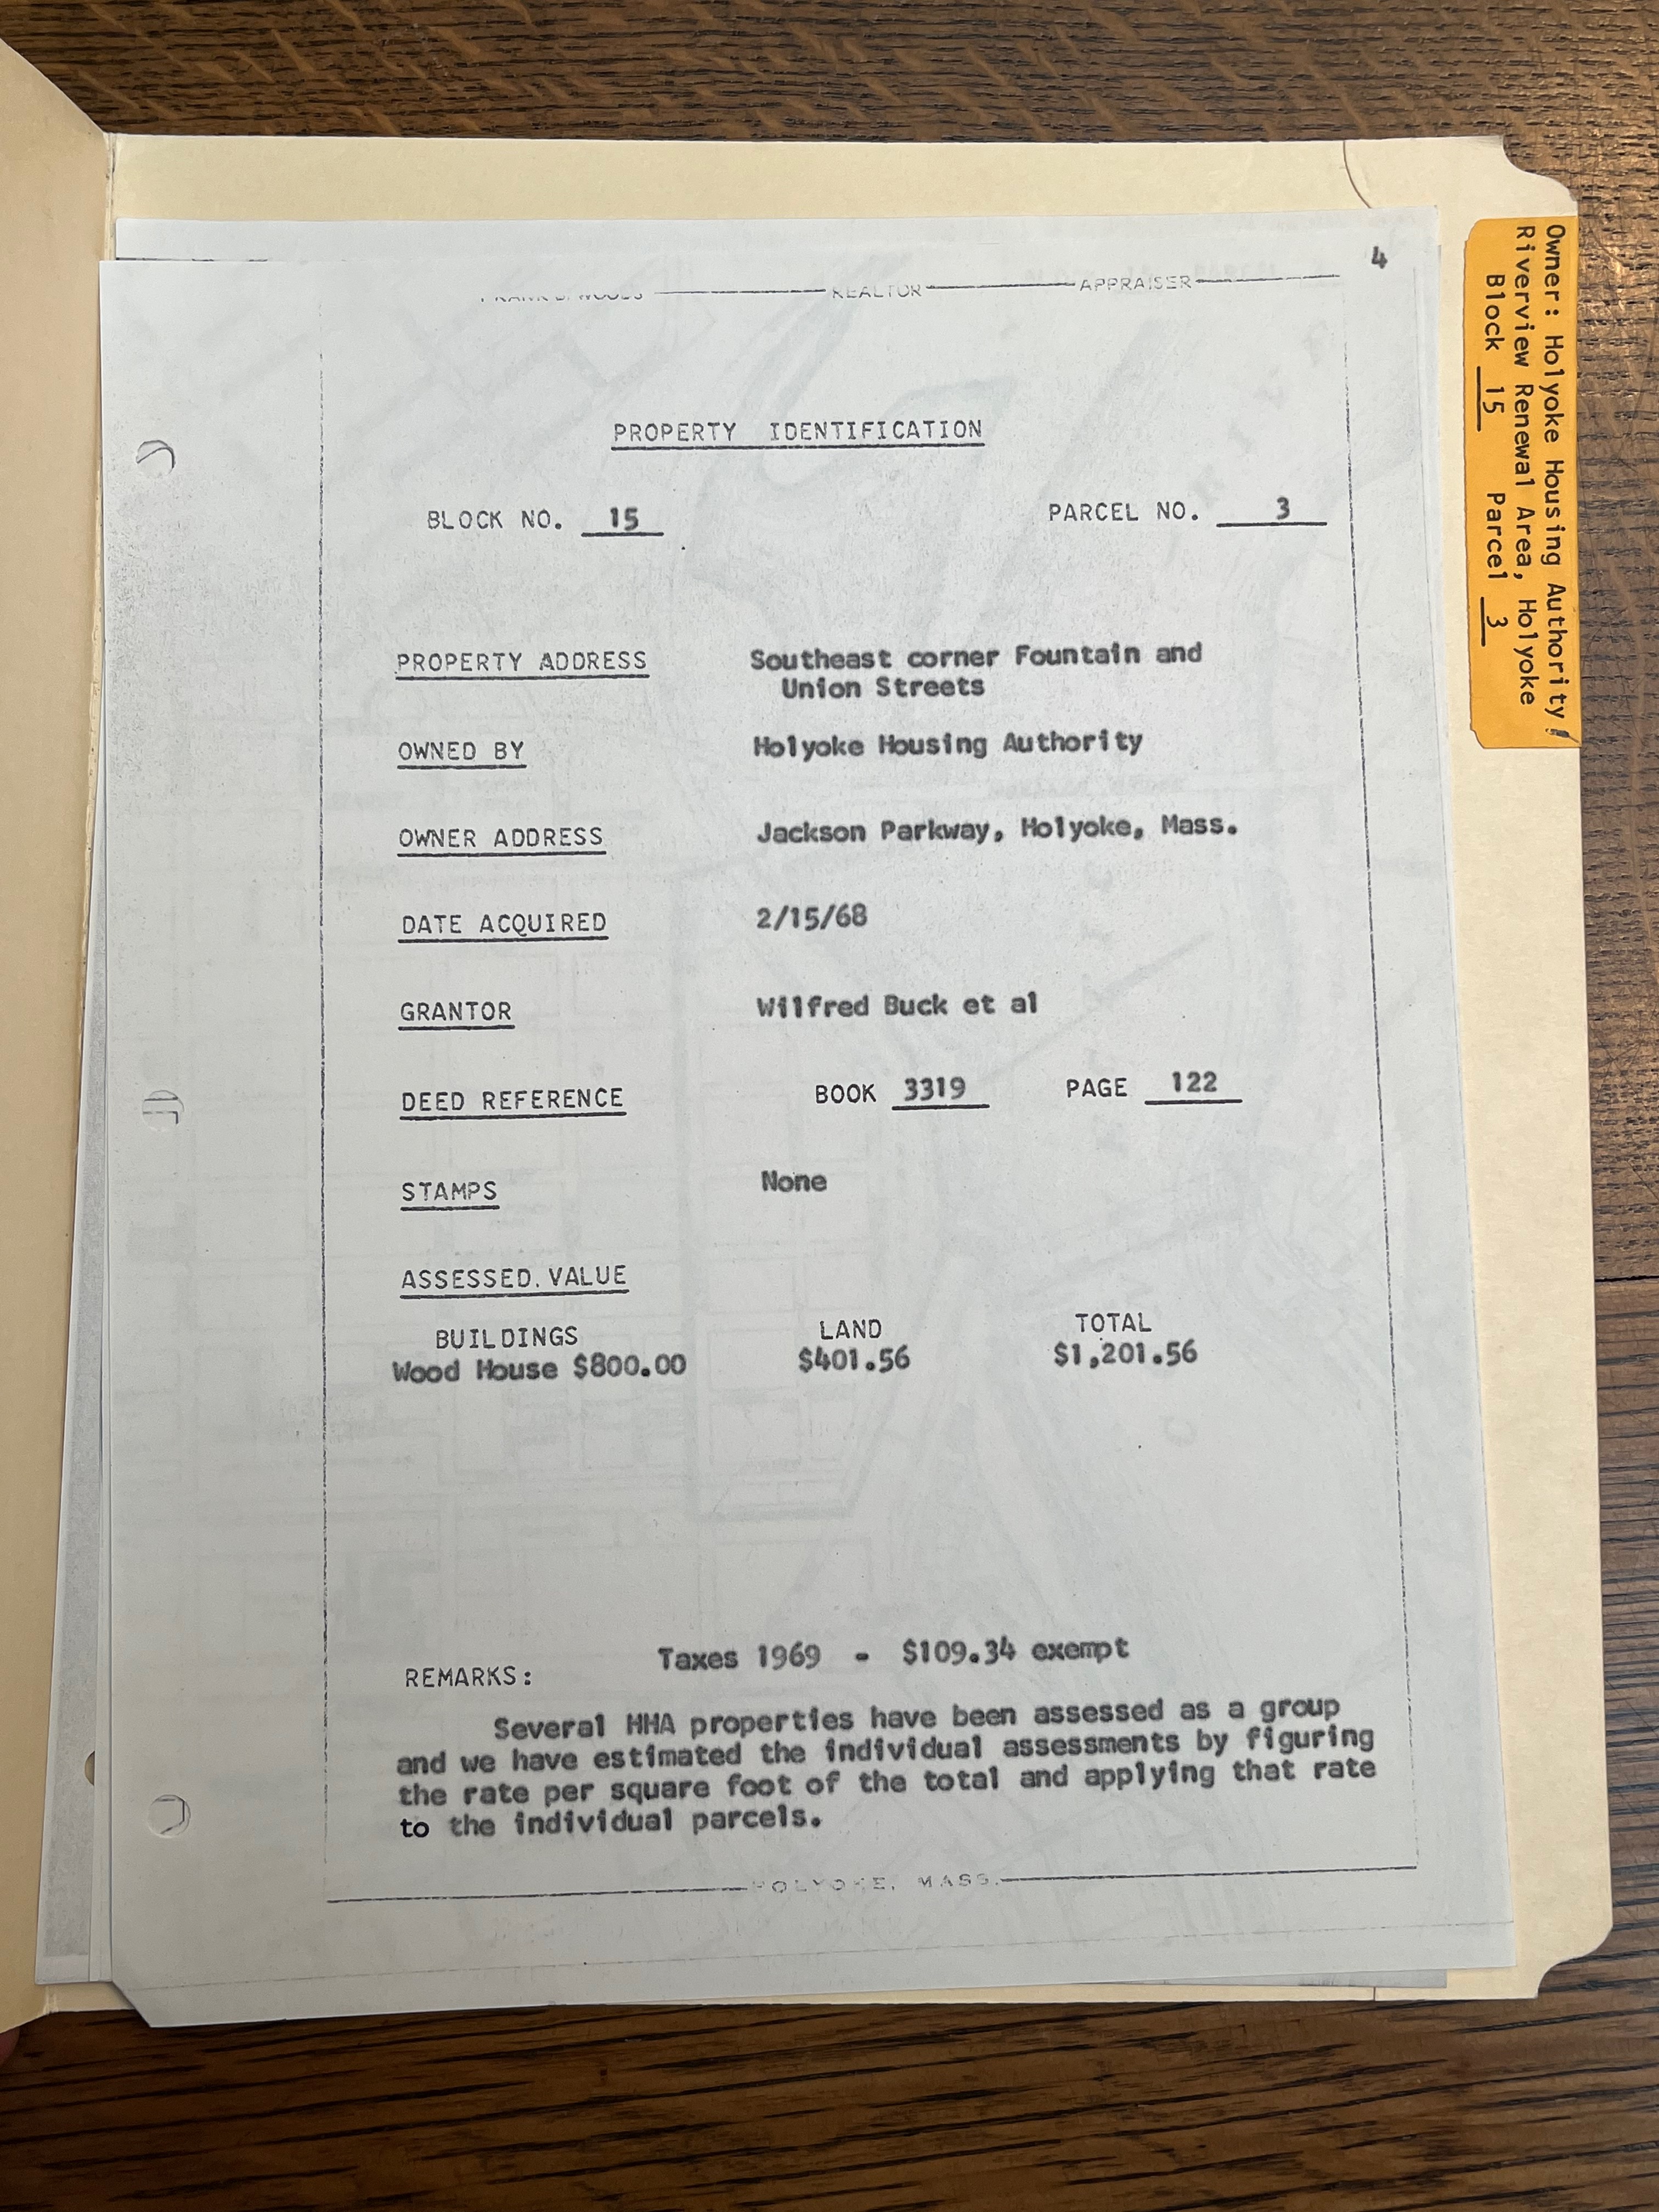 4
REALTOR APPRAISER
PROPERTY IDENTIFICATION
BLOCK NO. 15 PARCEL NO. 3
PROPERTY ADDRESS Southeast corner Fountain and
Union Streets
OWNED BY Holyoke Housing Authority
OWNER ADDRESS Jackson Parkway, Holyoke, Mass.
DATE ACQUIRED 2/15/68
GRANTOR Wilfred Buck et al
DEED REFERENCE BOOK 3319 PAGE 122
STAMPS None
ASSESSED. VALUE
BUILDINGS LAND TOTAL
Wood House $800.00 $401.56 $1,201.56
Taxes 1969 - $109.34 exempt
REMARKS:
Several HHA properties have been assessed as a group
and we have estimated the individual assessments by figuring
the rate per square foot of the total and applying that rate
to the individual parcels.
HOLYOKE, MASS.
Owner: Holyoke Housing Authority
Riverview Renewal Area, Holyoke
Block 15 Parcel 3